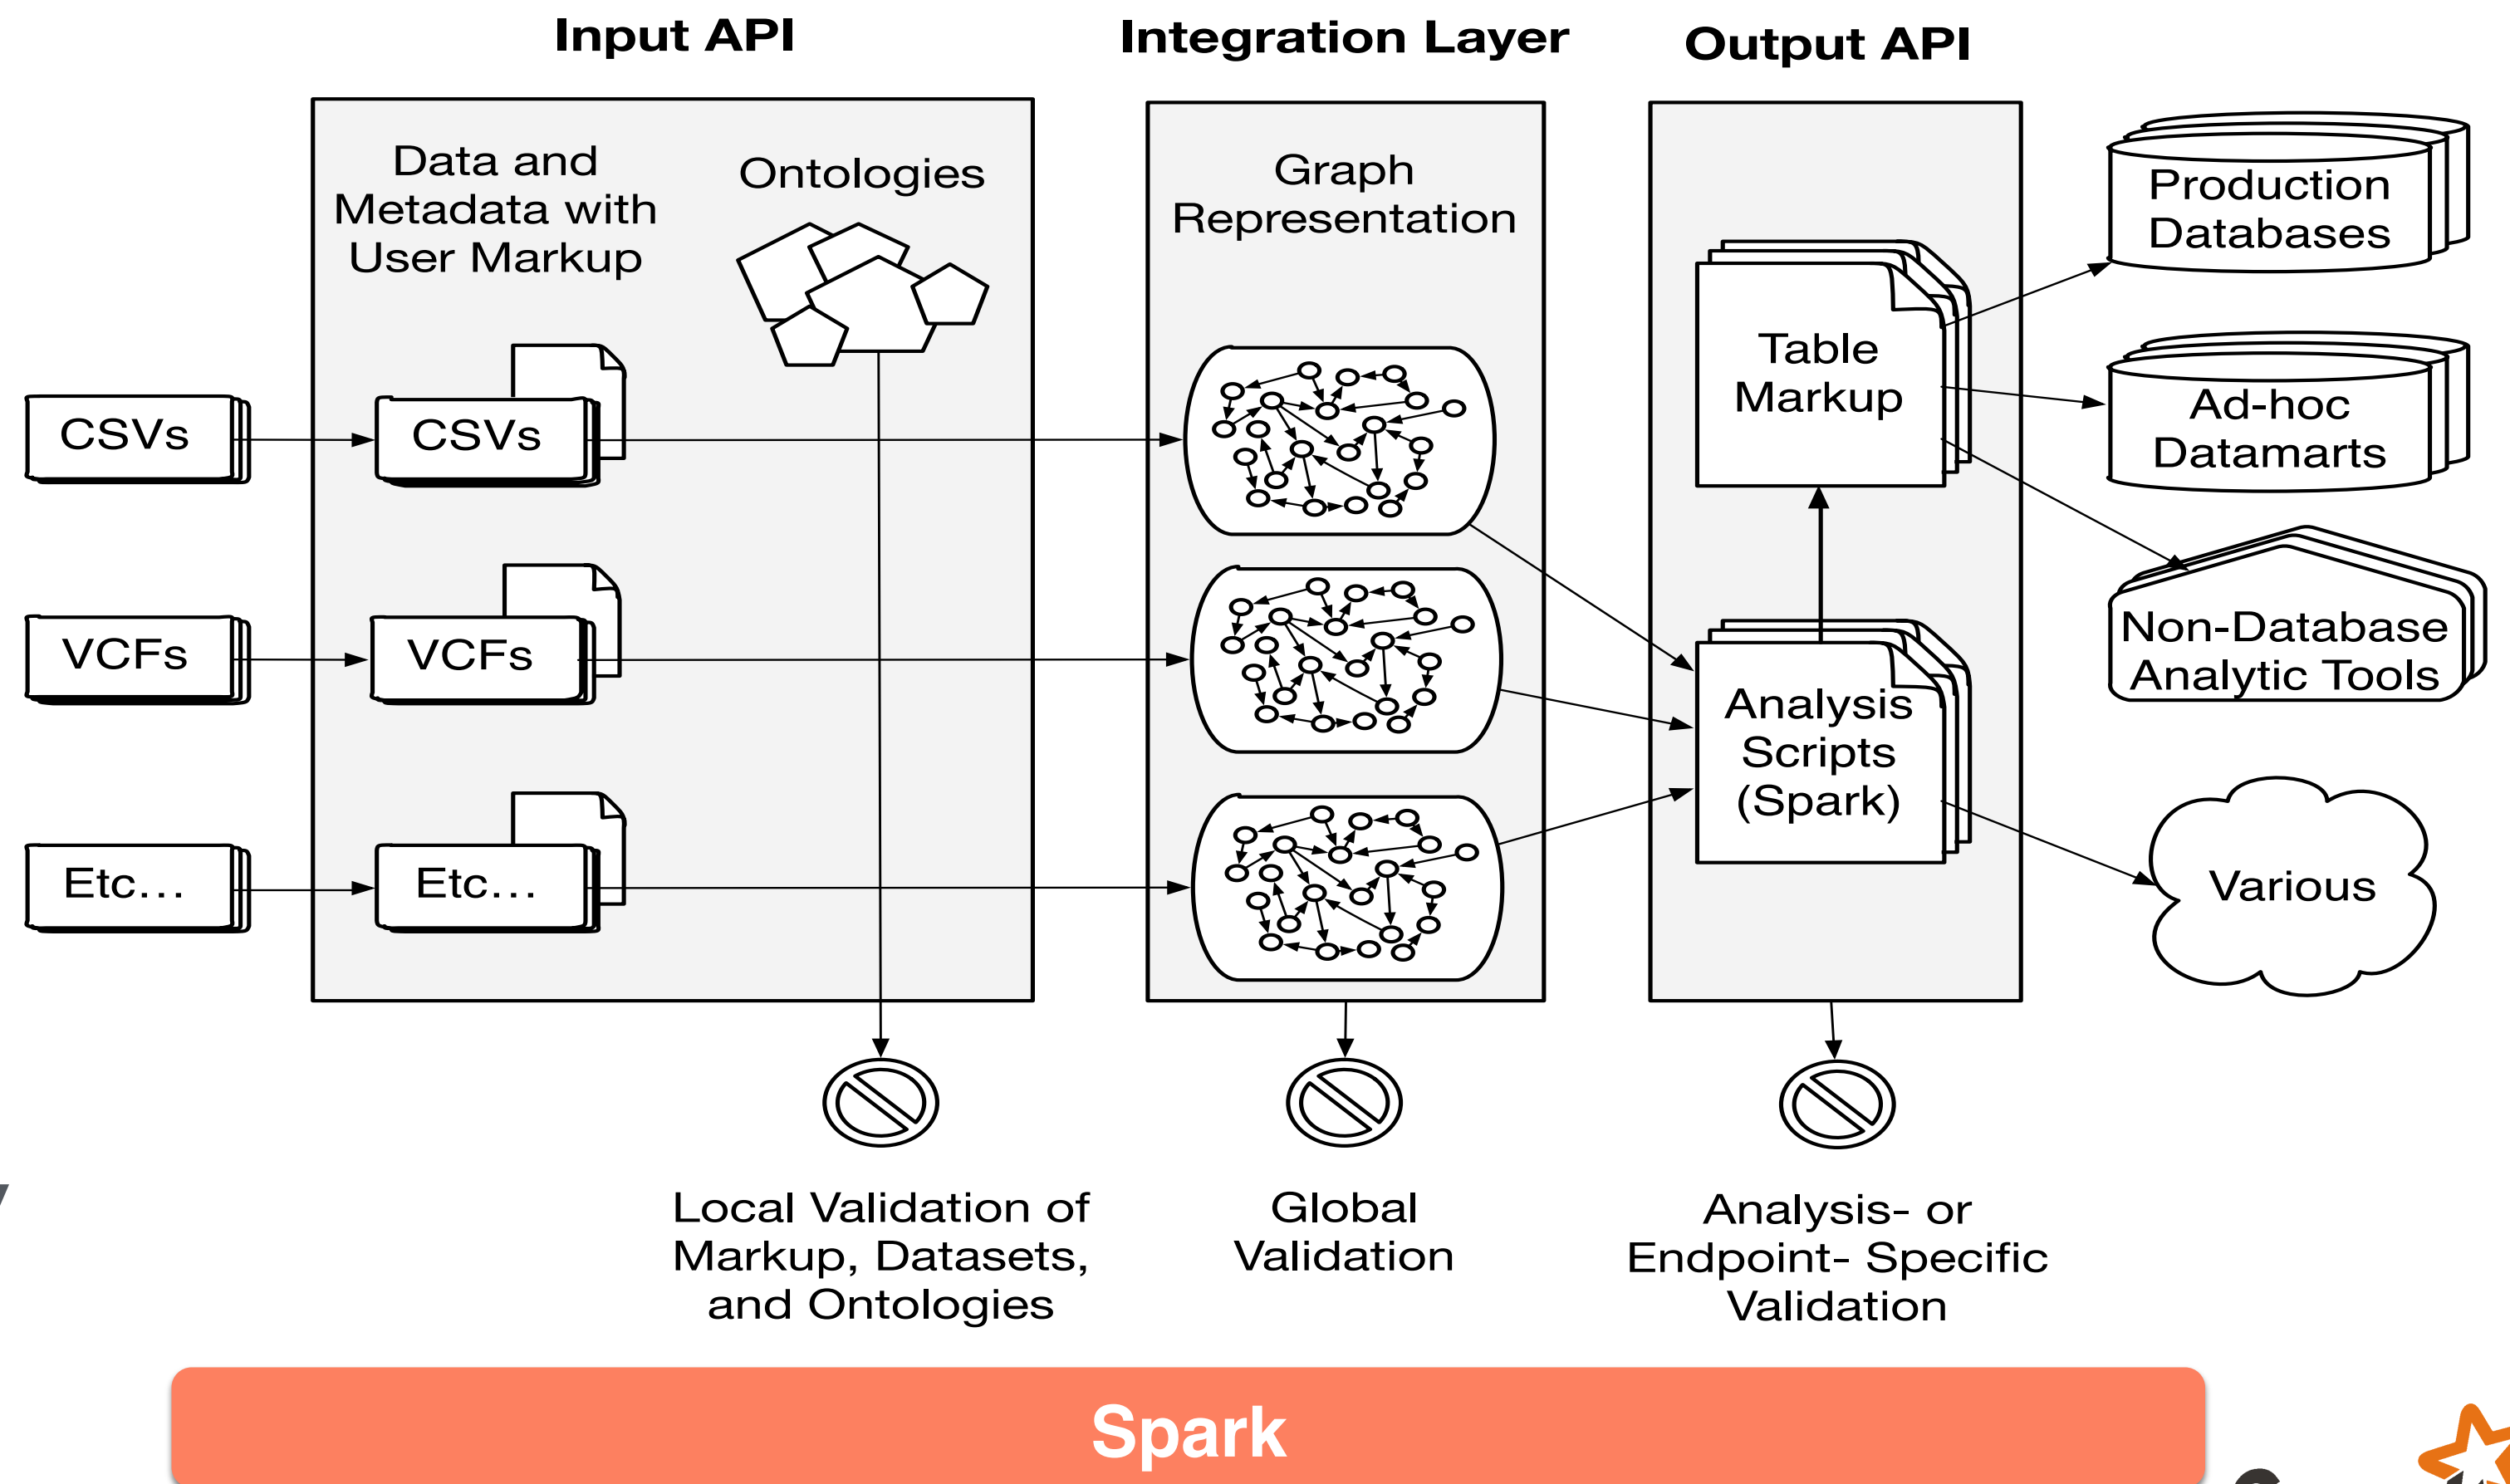 Input API
Integration Layer
Output API
Data and
Metadata with
User Markup
Ontologies
Graph
Representation
Production
Databases
Table
Markup
Ad-hoc
Datamarts
CSVs
CSVs
Non-Database
Analytic Tools
VCFs
VCFs
Analysis
Scripts
(Spark)
Etc...
Etc...
Various
Local Validation of
Markup, Datasets,
and Ontologies
Global
Validation
Analysis- or
Endpoint- Specific
Validation
Spark